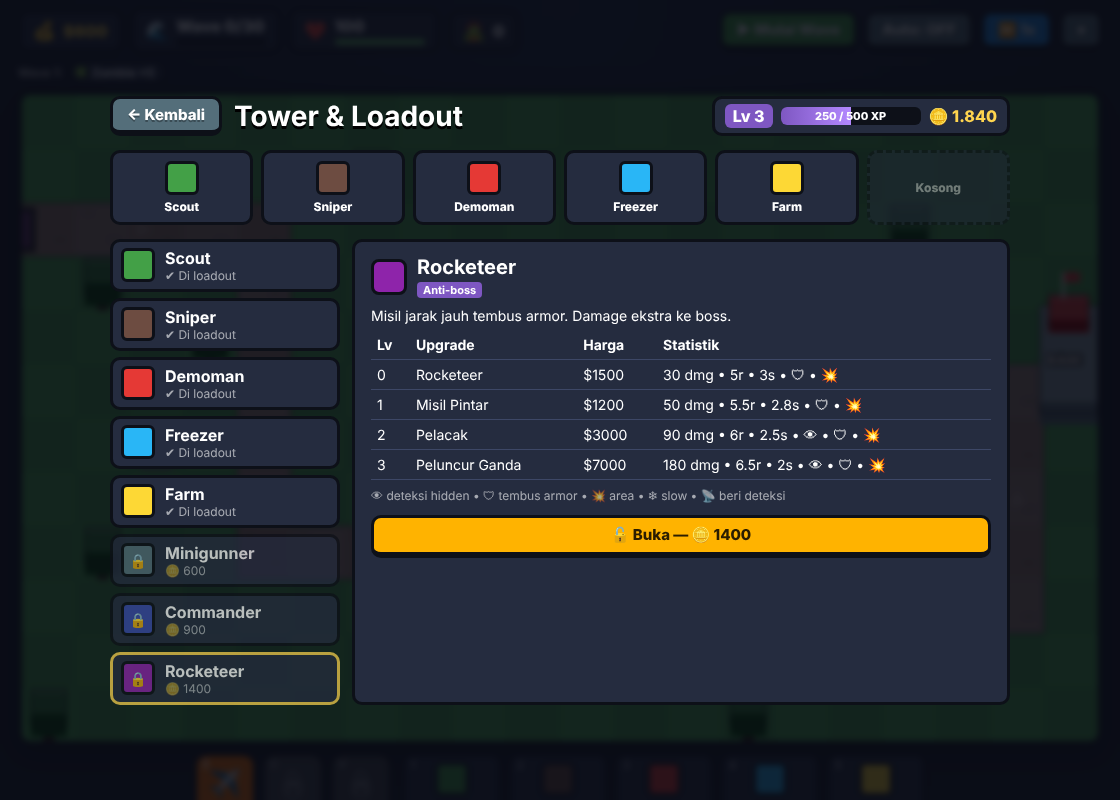 ← Kembali
Tower & Loadout
Lv 3
250 / 500 XP
🪙 1.840
Scout
Sniper
Demoman
Freezer
Farm
Kosong
Scout
✔ Di loadout
Sniper
✔ Di loadout
Demoman
✔ Di loadout
Freezer
✔ Di loadout
Farm
✔ Di loadout
Minigunner
🪙 600
Commander
🪙 900
Rocketeer
🪙 1400
Rocketeer
Anti-boss
Misil jarak jauh tembus armor. Damage ekstra ke boss.
Lv Upgrade Harga Statistik
0 Rocketeer $1500 30 dmg • 5r • 3s • 🛡 • 💥
1 Misil Pintar $1200 50 dmg • 5.5r • 2.8s • 🛡 • 💥
2 Pelacak $3000 90 dmg • 6r • 2.5s • 👁 • 🛡 • 💥
3 Peluncur Ganda $7000 180 dmg • 6.5r • 2s • 👁 • 🛡 • 💥
👁 deteksi hidden • 🛡 tembus armor • 💥 area • ❄ slow • 📡 beri deteksi
🔓 Buka — 🪙 1400